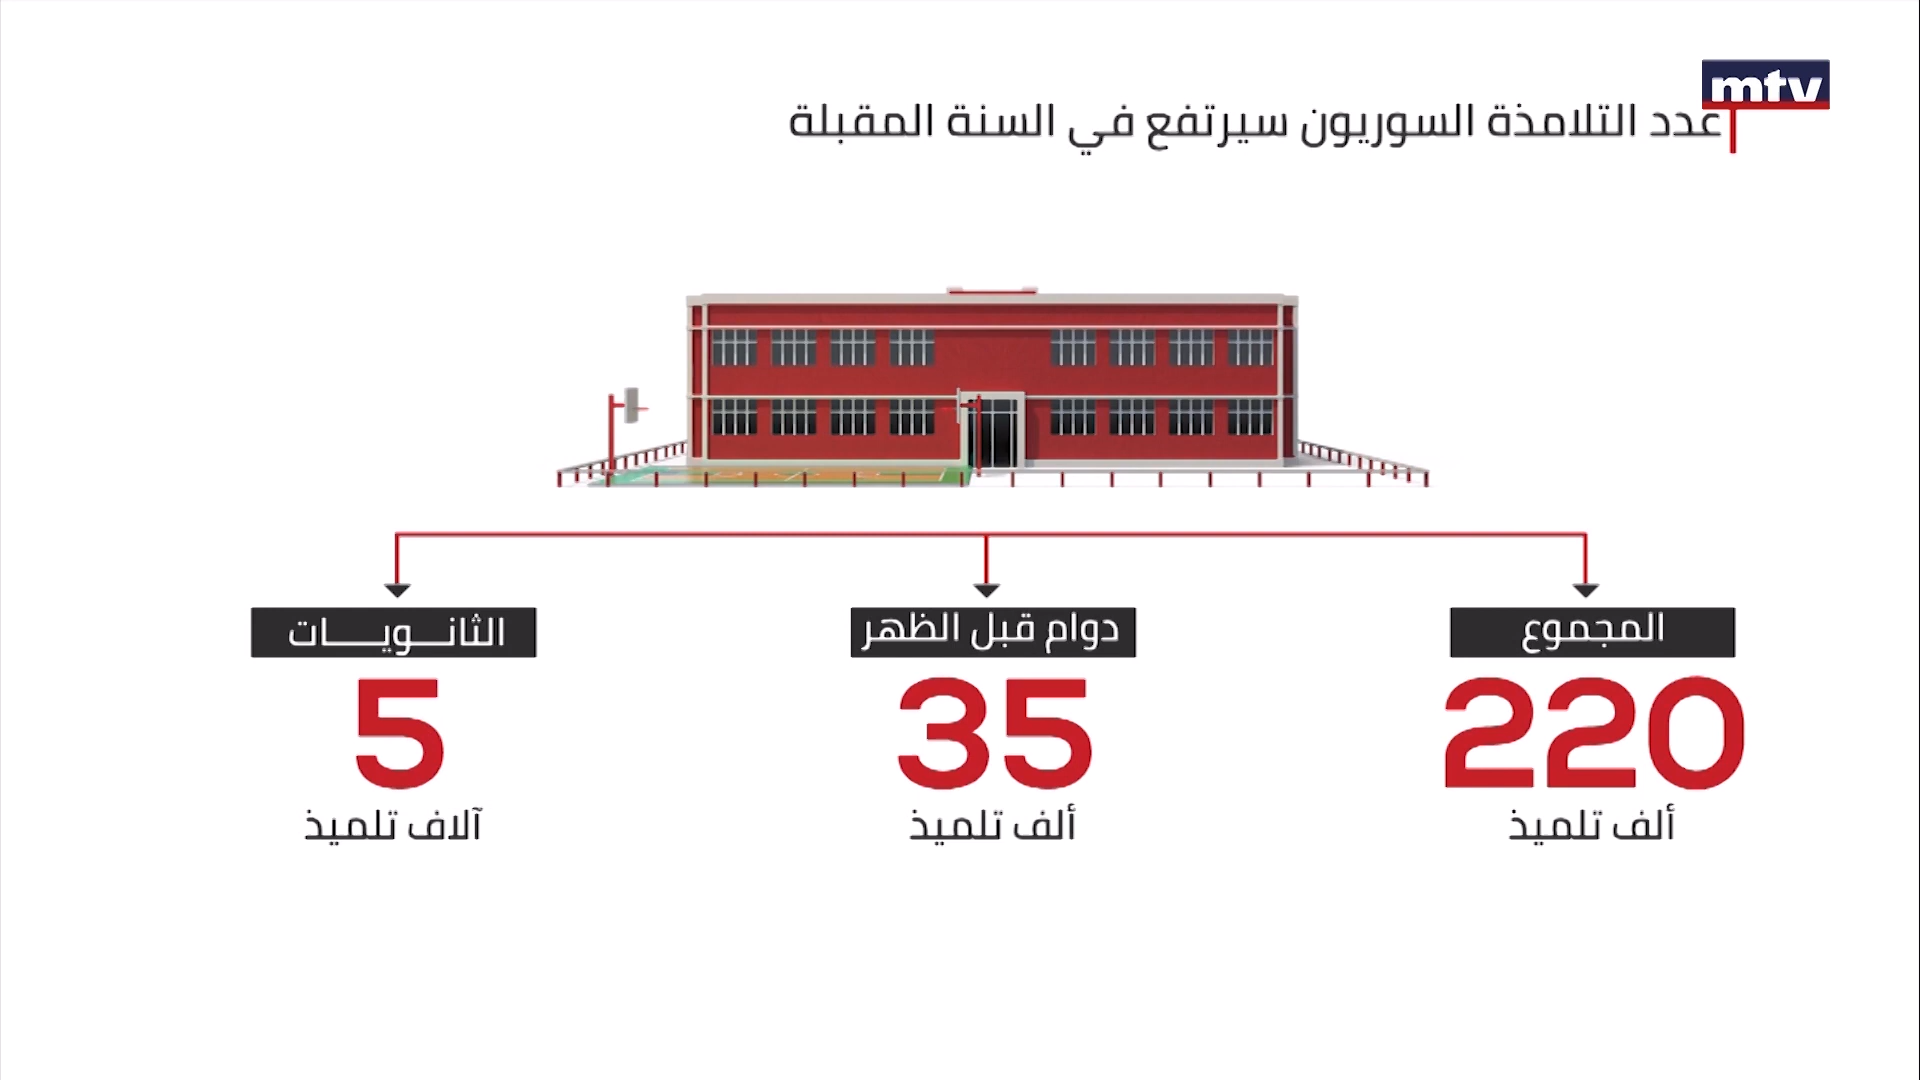 mtv
عدد التلامذة السوريون سيرتفع في السنة المقبلة
المجموع
220
ألف تلميذ
دوام قبل الظهر
35
ألف تلميذ
الثانــويـــــات
5
آلاف تلميذ